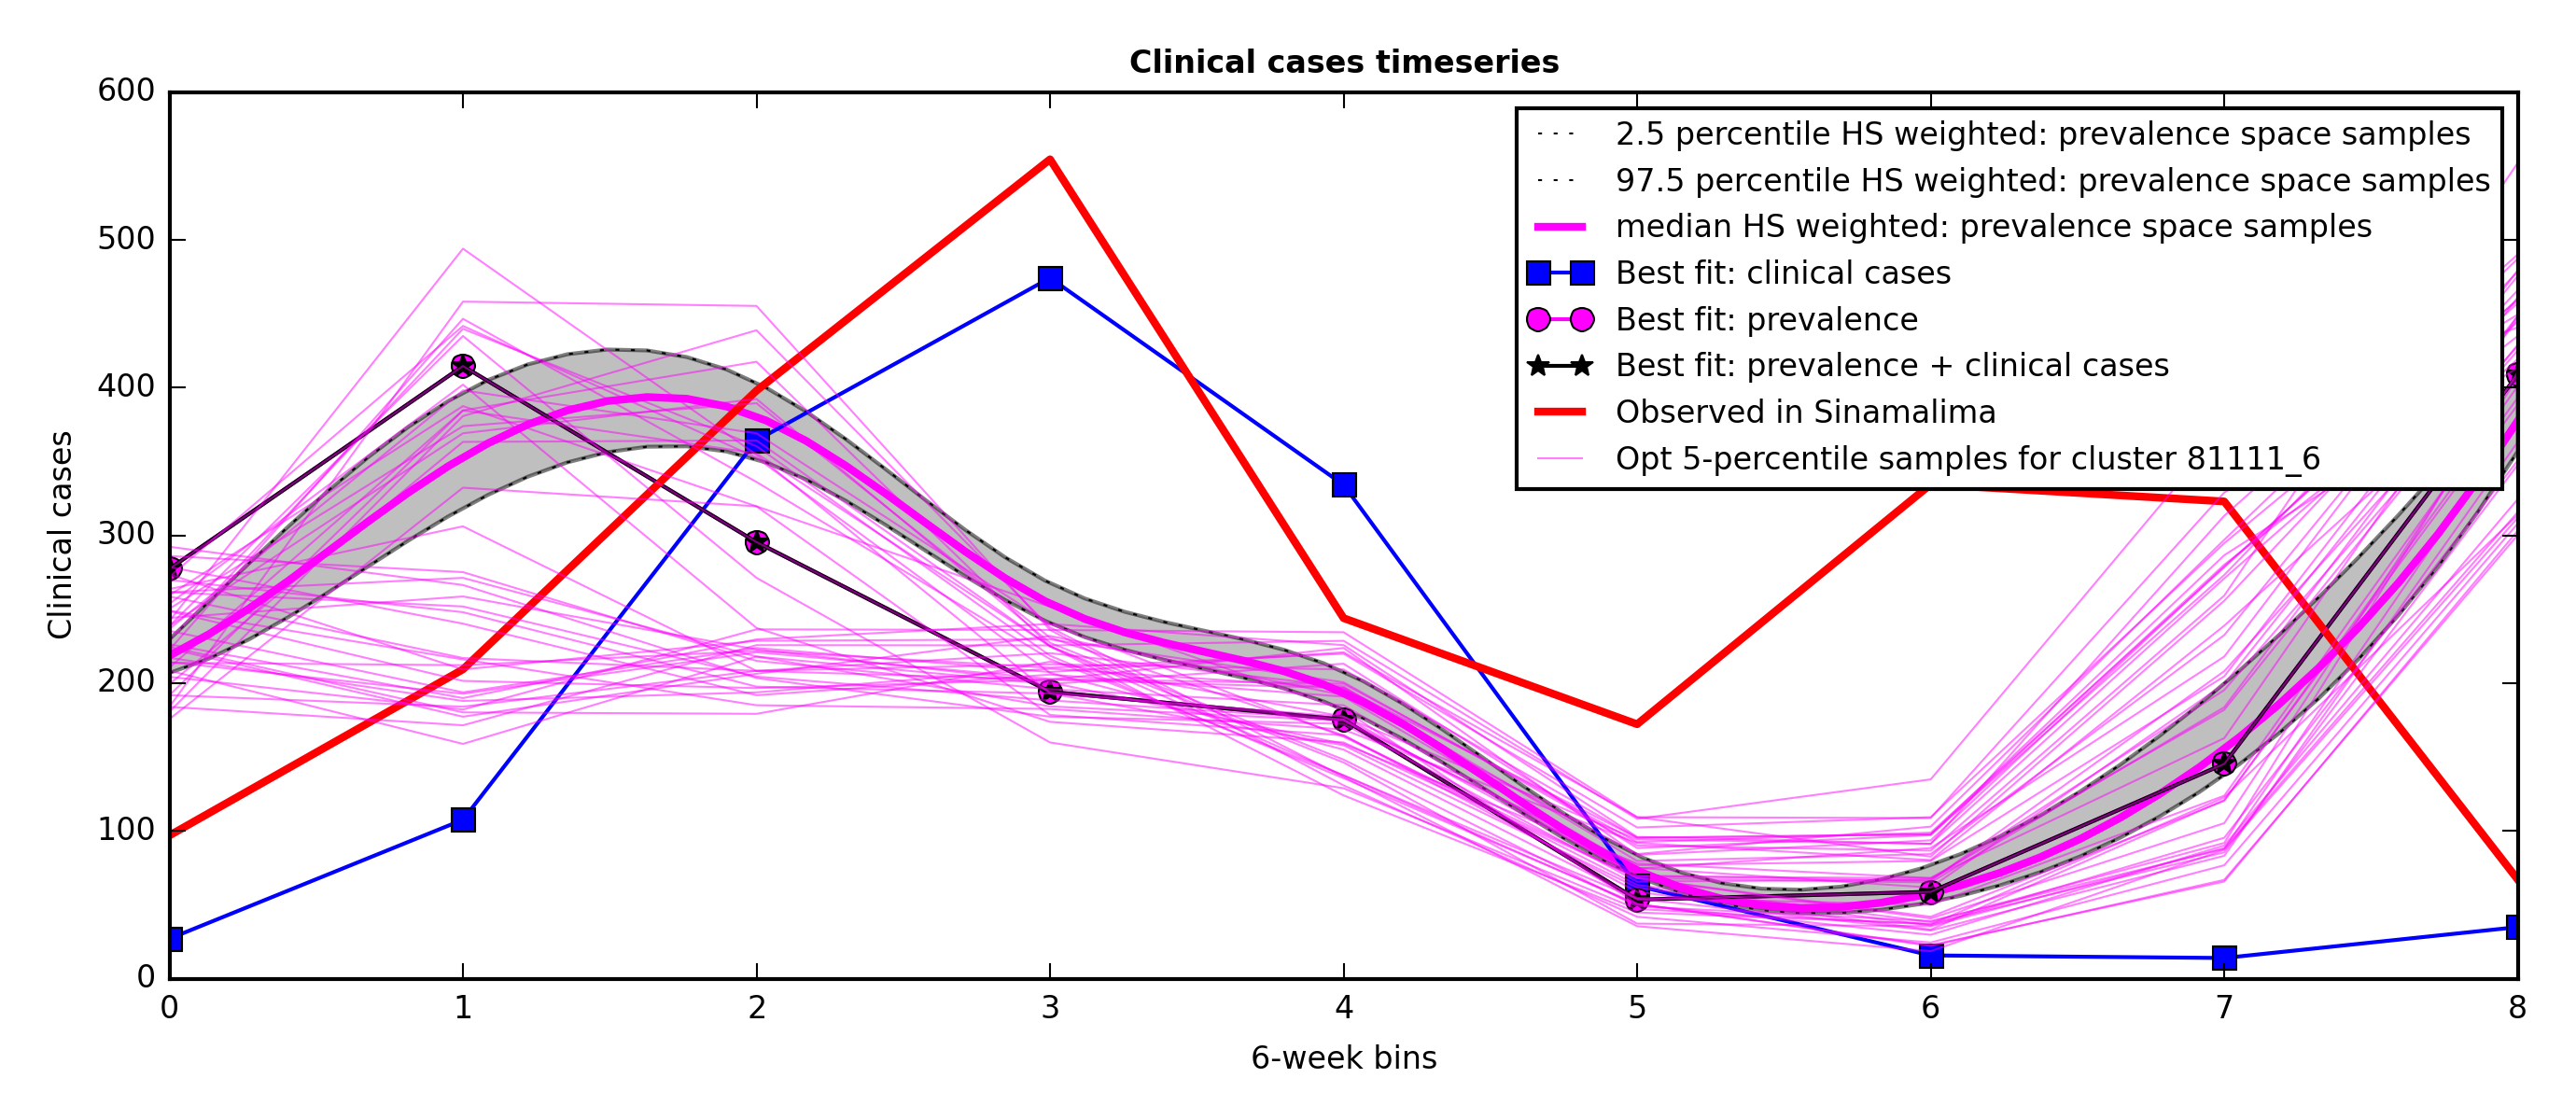 Clinical cases timeseries
600
500
400
300
200
100
0
Clinical cases
2.5 percentile HS weighted: prevalence space samples
97.5 percentile HS weighted: prevalence space samples
median HS weighted: prevalence space samples
Best fit: clinical cases
Best fit: prevalence
Best fit: prevalence + clinical cases
Observed in Sinamalima
Opt 5-percentile samples for cluster 81111_6
0 1 2 3 4 5 6 7 8
6-week bins